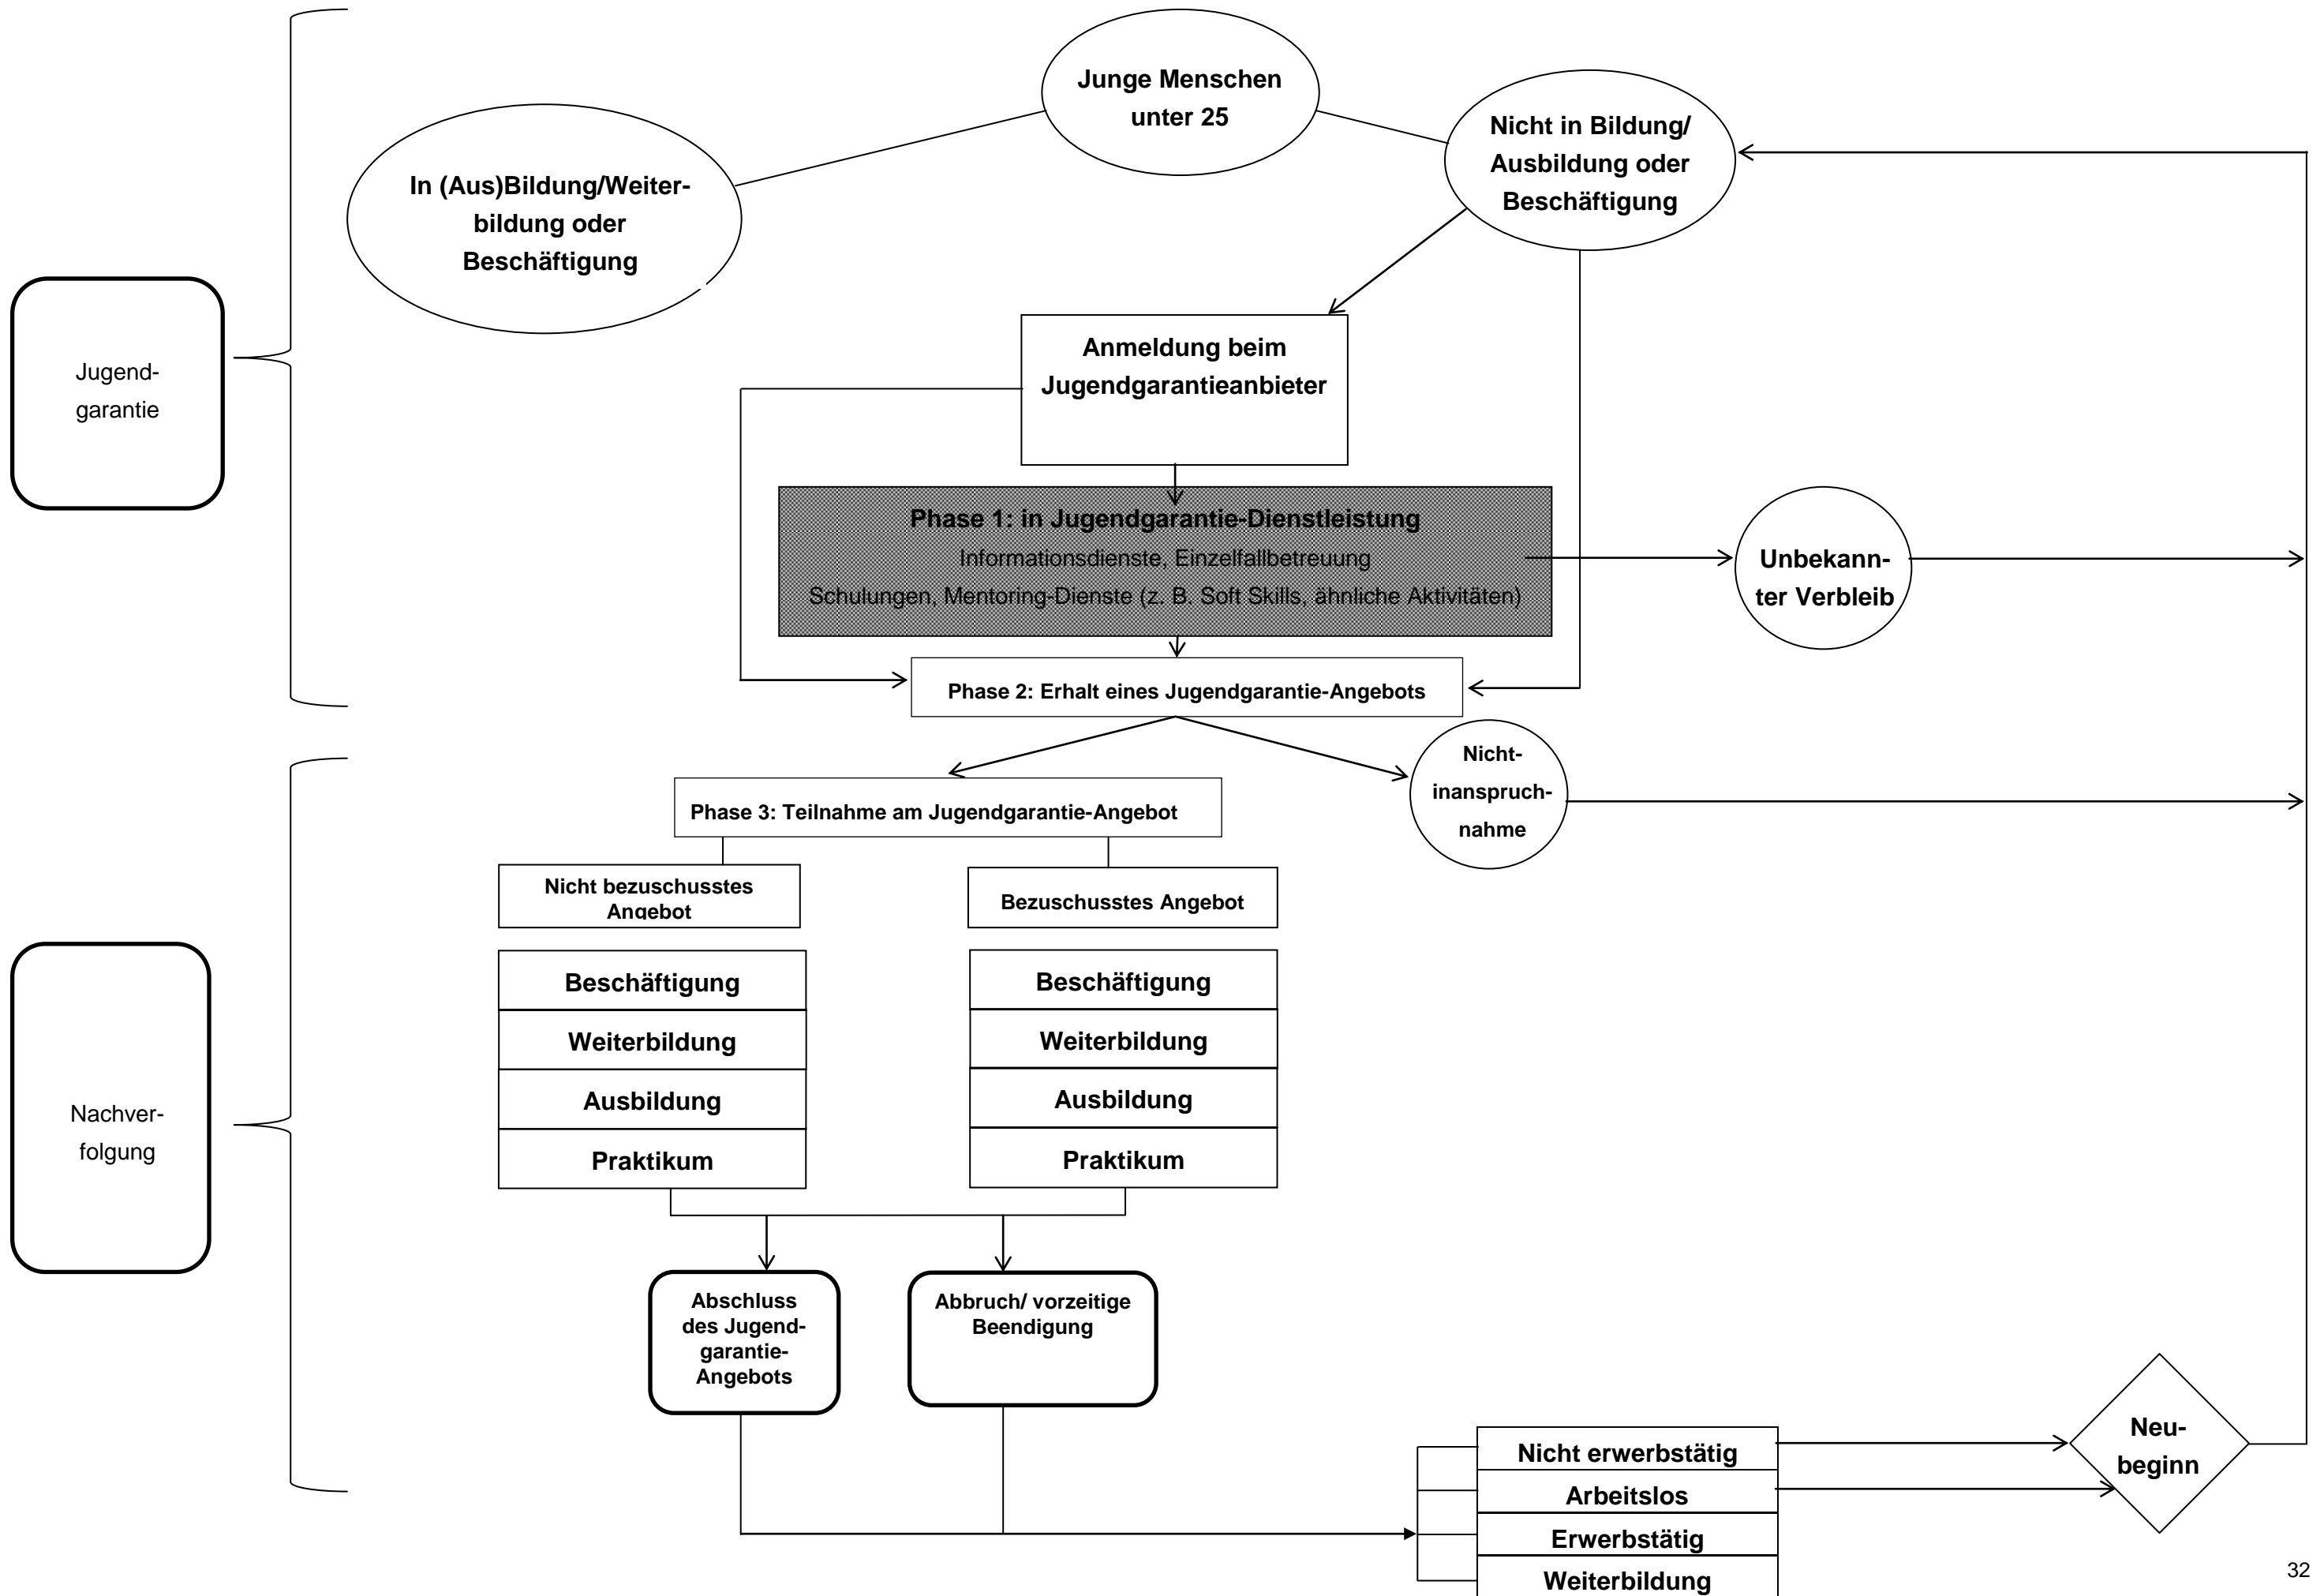 Junge Menschen
unter 25
Nicht in Bildung/
Ausbildung oder
Beschäftigung
In (Aus)Bildung/Weiter-
bildung oder
Beschäftigung
Jugend-
garantie
Anmeldung beim
Jugendgarantieanbieter
Phase 1: in Jugendgarantie-Dienstleistung
Informationsdienste, Einzelfallbetreuung
Schulungen, Mentoring-Dienste (z. B. Soft Skills, ähnliche Aktivitäten)
Unbekann-
ter Verbleib
Phase 2: Erhalt eines Jugendgarantie-Angebots
Nicht-
inanspruch-
nahme
Phase 3: Teilnahme am Jugendgarantie-Angebot
Nicht bezuschusstes
Angebot
Bezuschusstes Angebot
Beschäftigung
Weiterbildung
Ausbildung
Praktikum
Beschäftigung
Weiterbildung
Ausbildung
Praktikum
Nachver-
folgung
Abschluss
des Jugend-
garantie-
Angebots
Abbruch/ vorzeitige
Beendigung
Nicht erwerbstätig
Arbeitslos
Erwerbstätig
Weiterbildung
Neu-
beginn
32